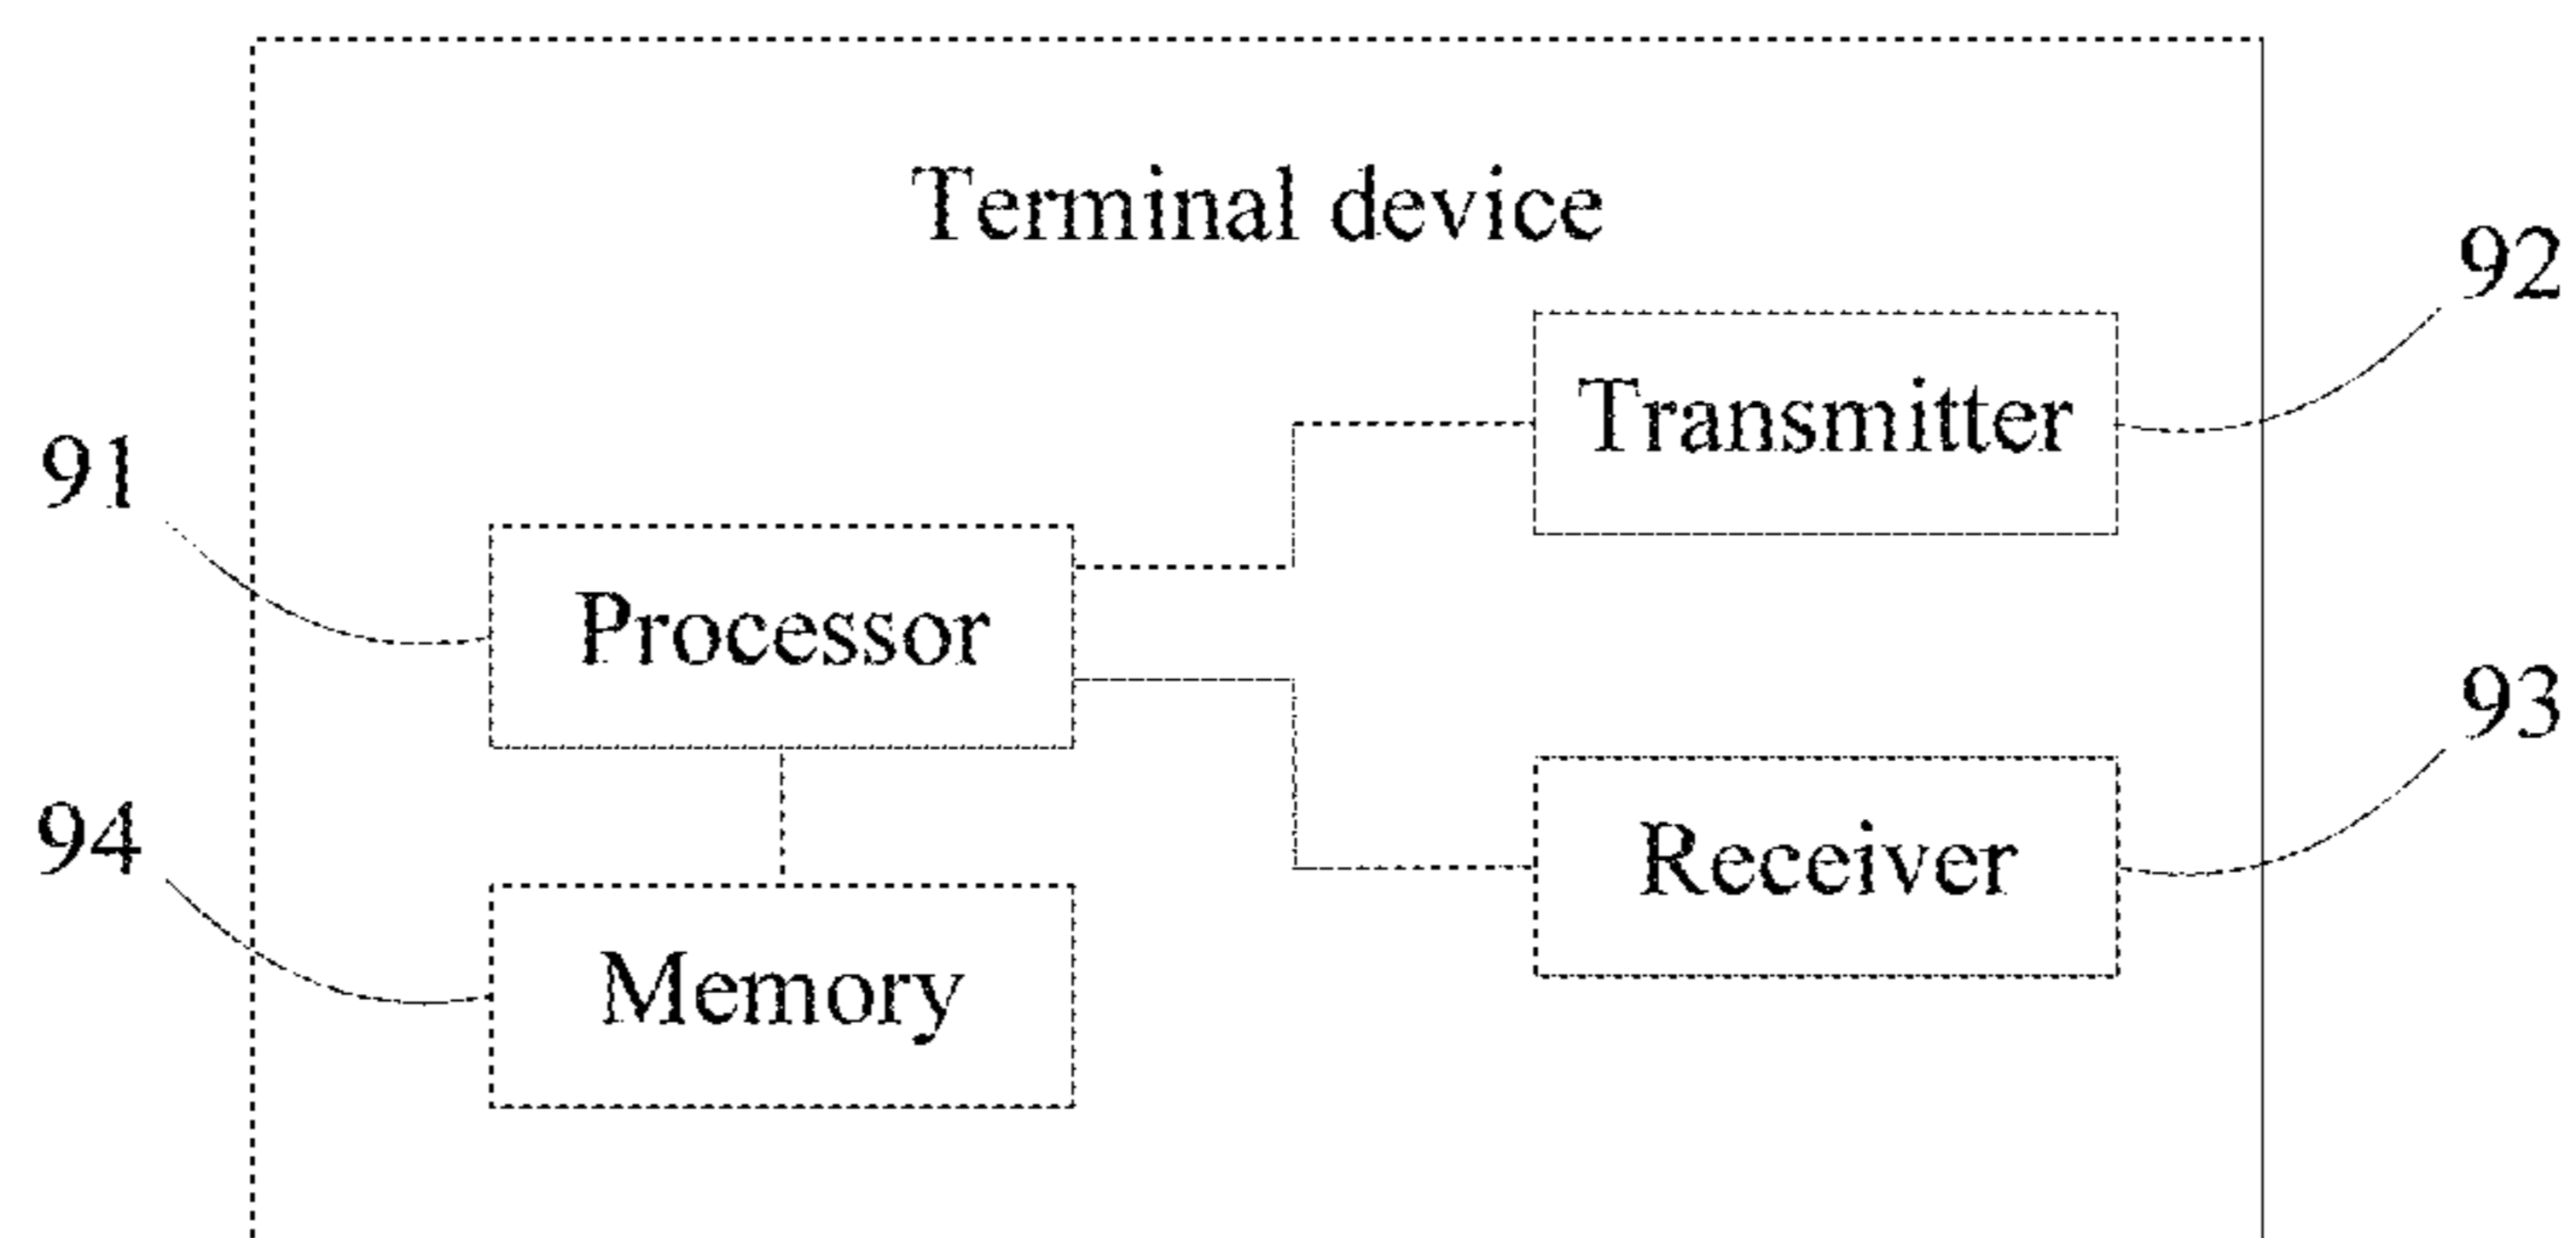 Terminal device
92
Transmitter
91
Processor
93
94
Receiver
Memory